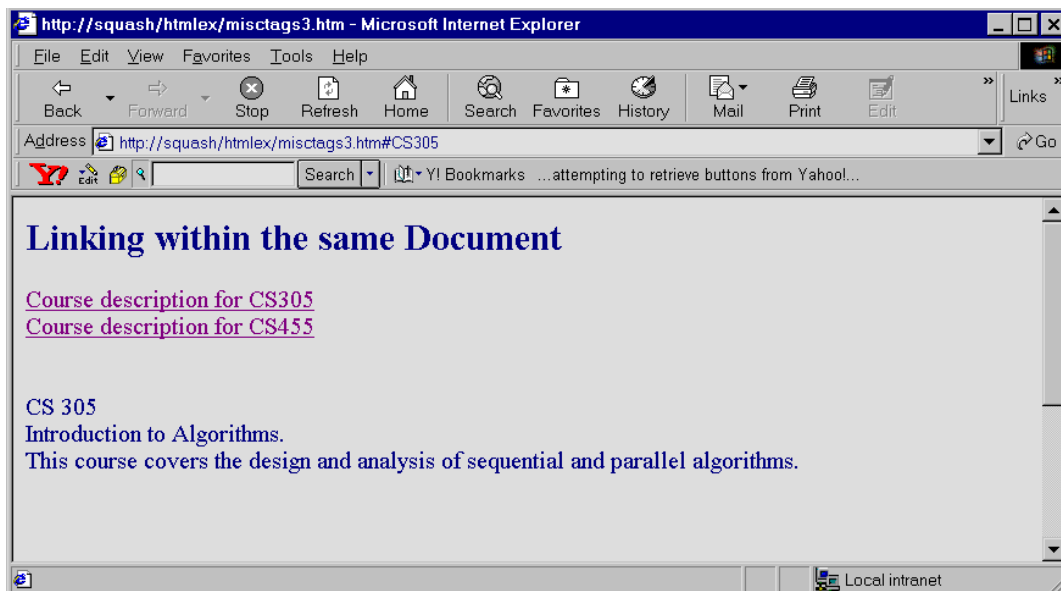 http://squash/htmlex/misctags3.htm - Microsoft Internet Explorer
File Edit View Favorites Tools Help
Back Forward Stop Refresh Home Search Favorites History Mail Print Edit » Links »
Address http://squash/htmlex/misctags3.htm#CS305 Go
Y! Edit Search Y! Bookmarks ...attempting to retrieve buttons from Yahoo!...
Linking within the same Document
Course description for CS305
Course description for CS455
CS 305
Introduction to Algorithms.
This course covers the design and analysis of sequential and parallel algorithms.
Local intranet